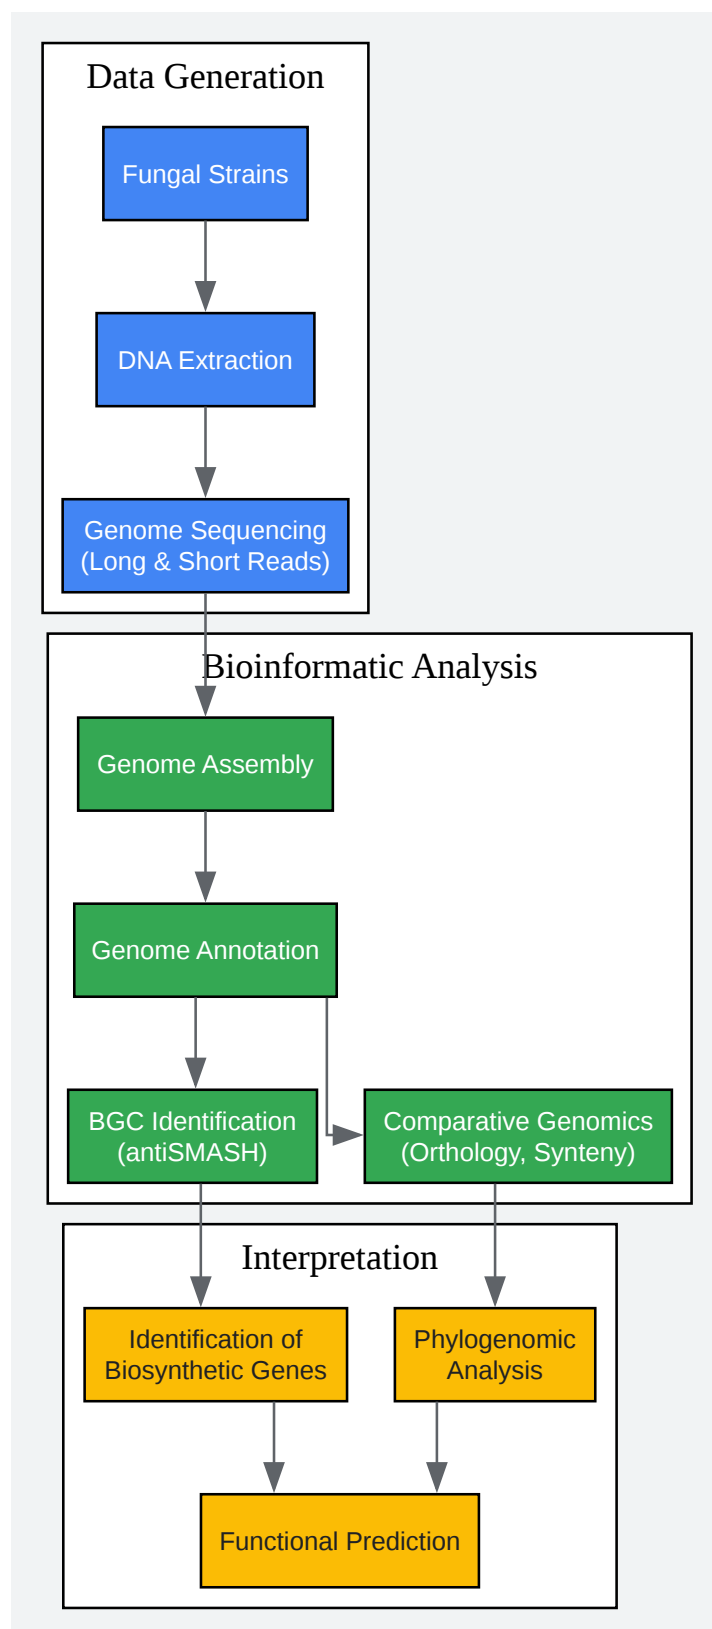 Data Generation
Fungal Strains
DNA Extraction
Genome Sequencing
(Long & Short Reads)
Bioinformatic Analysis
Genome Assembly
Genome Annotation
BGC Identification
(antiSMASH)
Comparative Genomics
(Orthology, Synteny)
Interpretation
Identification of
Biosynthetic Genes
Phylogenomic
Analysis
Functional Prediction